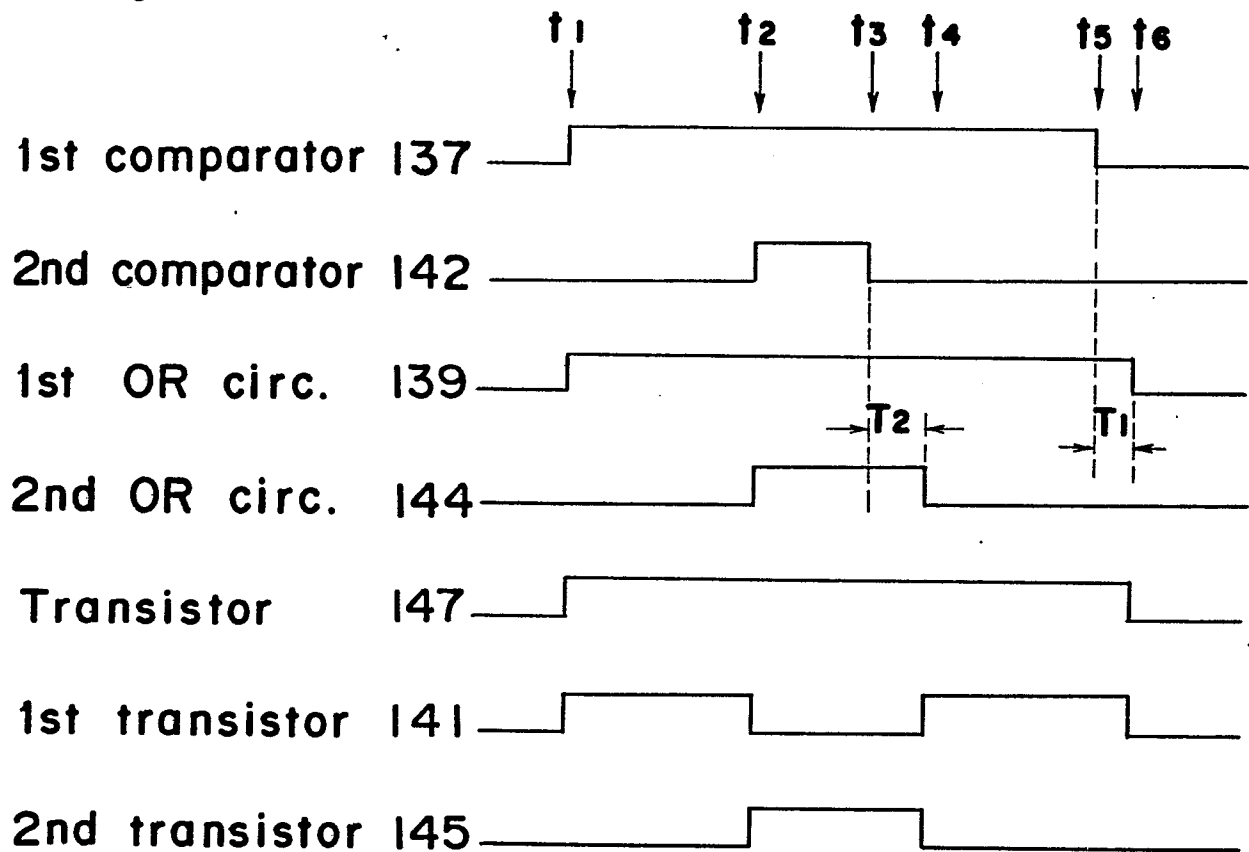 t1 t2 t3 t4 t5 t6
1st comparator 137
2nd comparator 142
1st OR circ. 139
T2 T1
2nd OR circ. 144
Transistor 147
1st transistor 141
2nd transistor 145